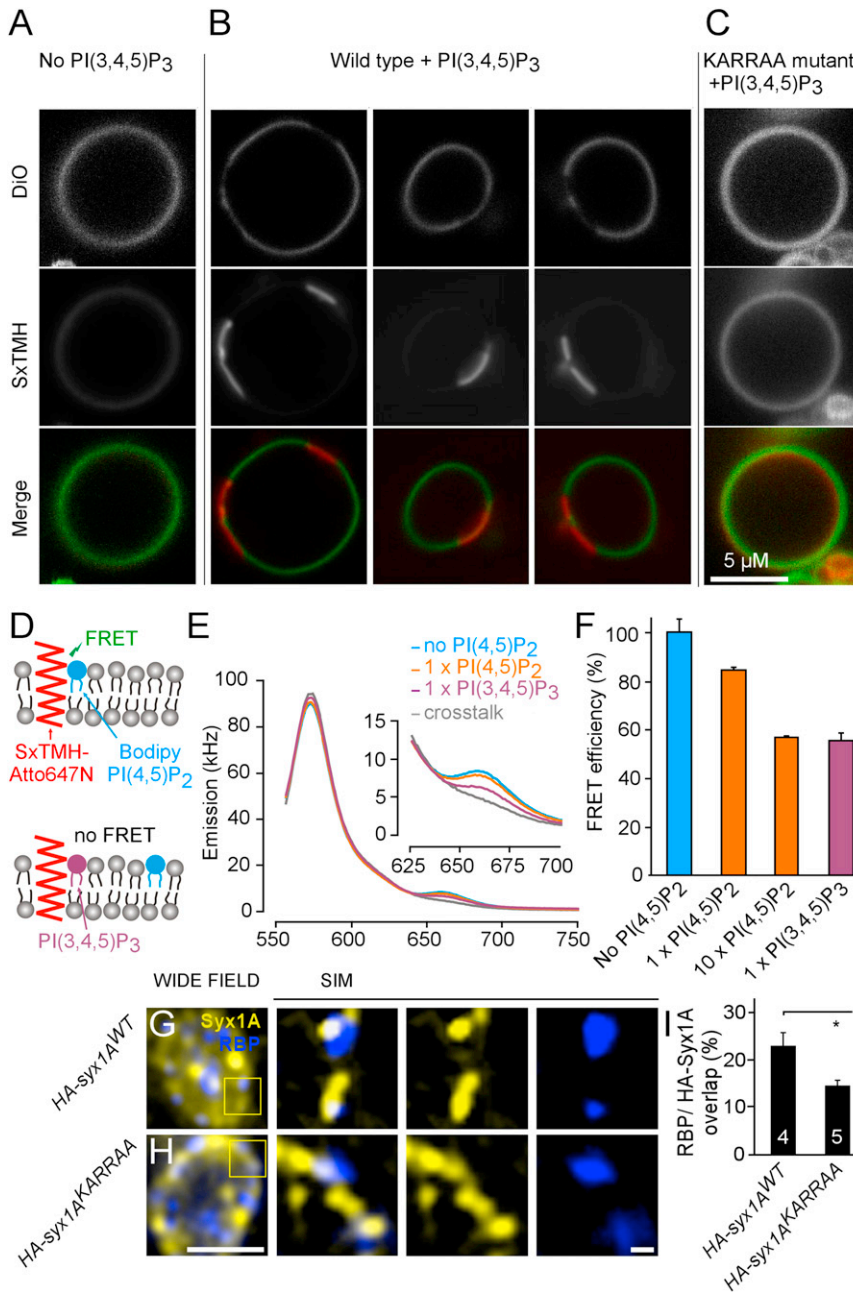 A
B
C
No PI(3,4,5)P3
Wild type + PI(3,4,5)P3
KARRAA mutant
+PI(3,4,5)P3
DiO
SxTMH
Merge
5 µM
D
FRET
SxTMH-
Atto647N
Bodipy
PI(4,5)P2
no FRET
PI(3,4,5)P3
E
Emission (kHz)
100
80
60
40
20
0
550
600
650
700
750
no PI(4,5)P2
1 x PI(4,5)P2
1 x PI(3,4,5)P3
crosstalk
15
10
5
0
625
650
675
700
F
FRET efficiency (%)
100
80
60
40
60
0
No PI(4,5)P2
1 x PI(4,5)P2
10 x PI(4,5)P2
1 x PI(3,4,5)P3
WIDE FIELD
SIM
HA-syx1AWT
G
Syx1A
RBP
HA-syx1AKARRAA
H
I
RBP/ HA-Syx1A
overlap (%)
30
20
10
0
*
4
5
HA-syx1AWT
HA-syx1AKARRAA